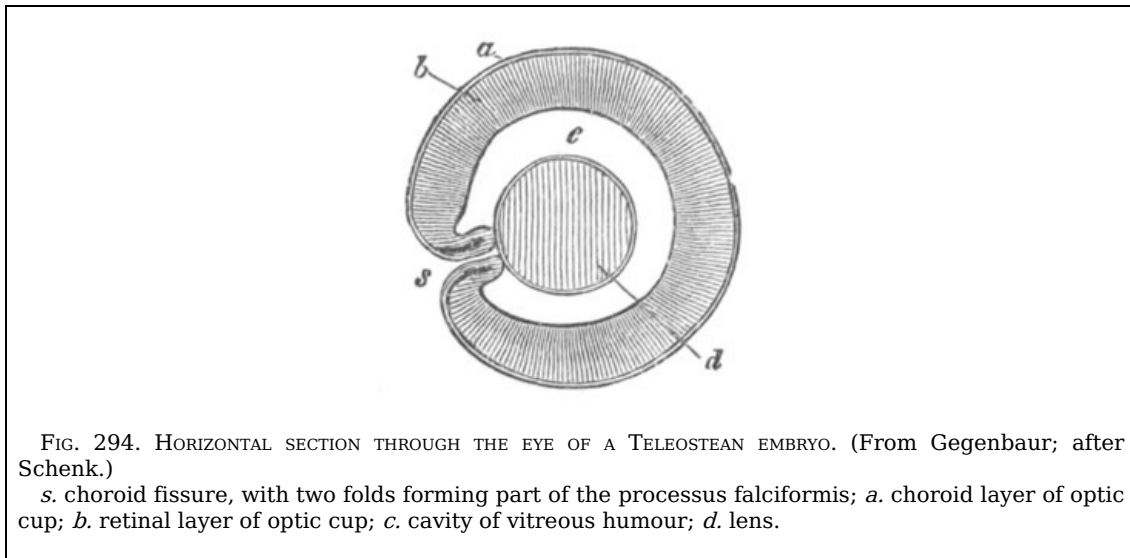 a
b
c
s
d
FIG. 294. HORIZONTAL SECTION THROUGH THE EYE OF A TELEOSTEAN EMBRYO. (From Gegenbaur; after
Schenk.)
s. choroid fissure, with two folds forming part of the processus falciformis; a. choroid layer of optic
cup; b. retinal layer of optic cup; c. cavity of vitreous humour; d. lens.